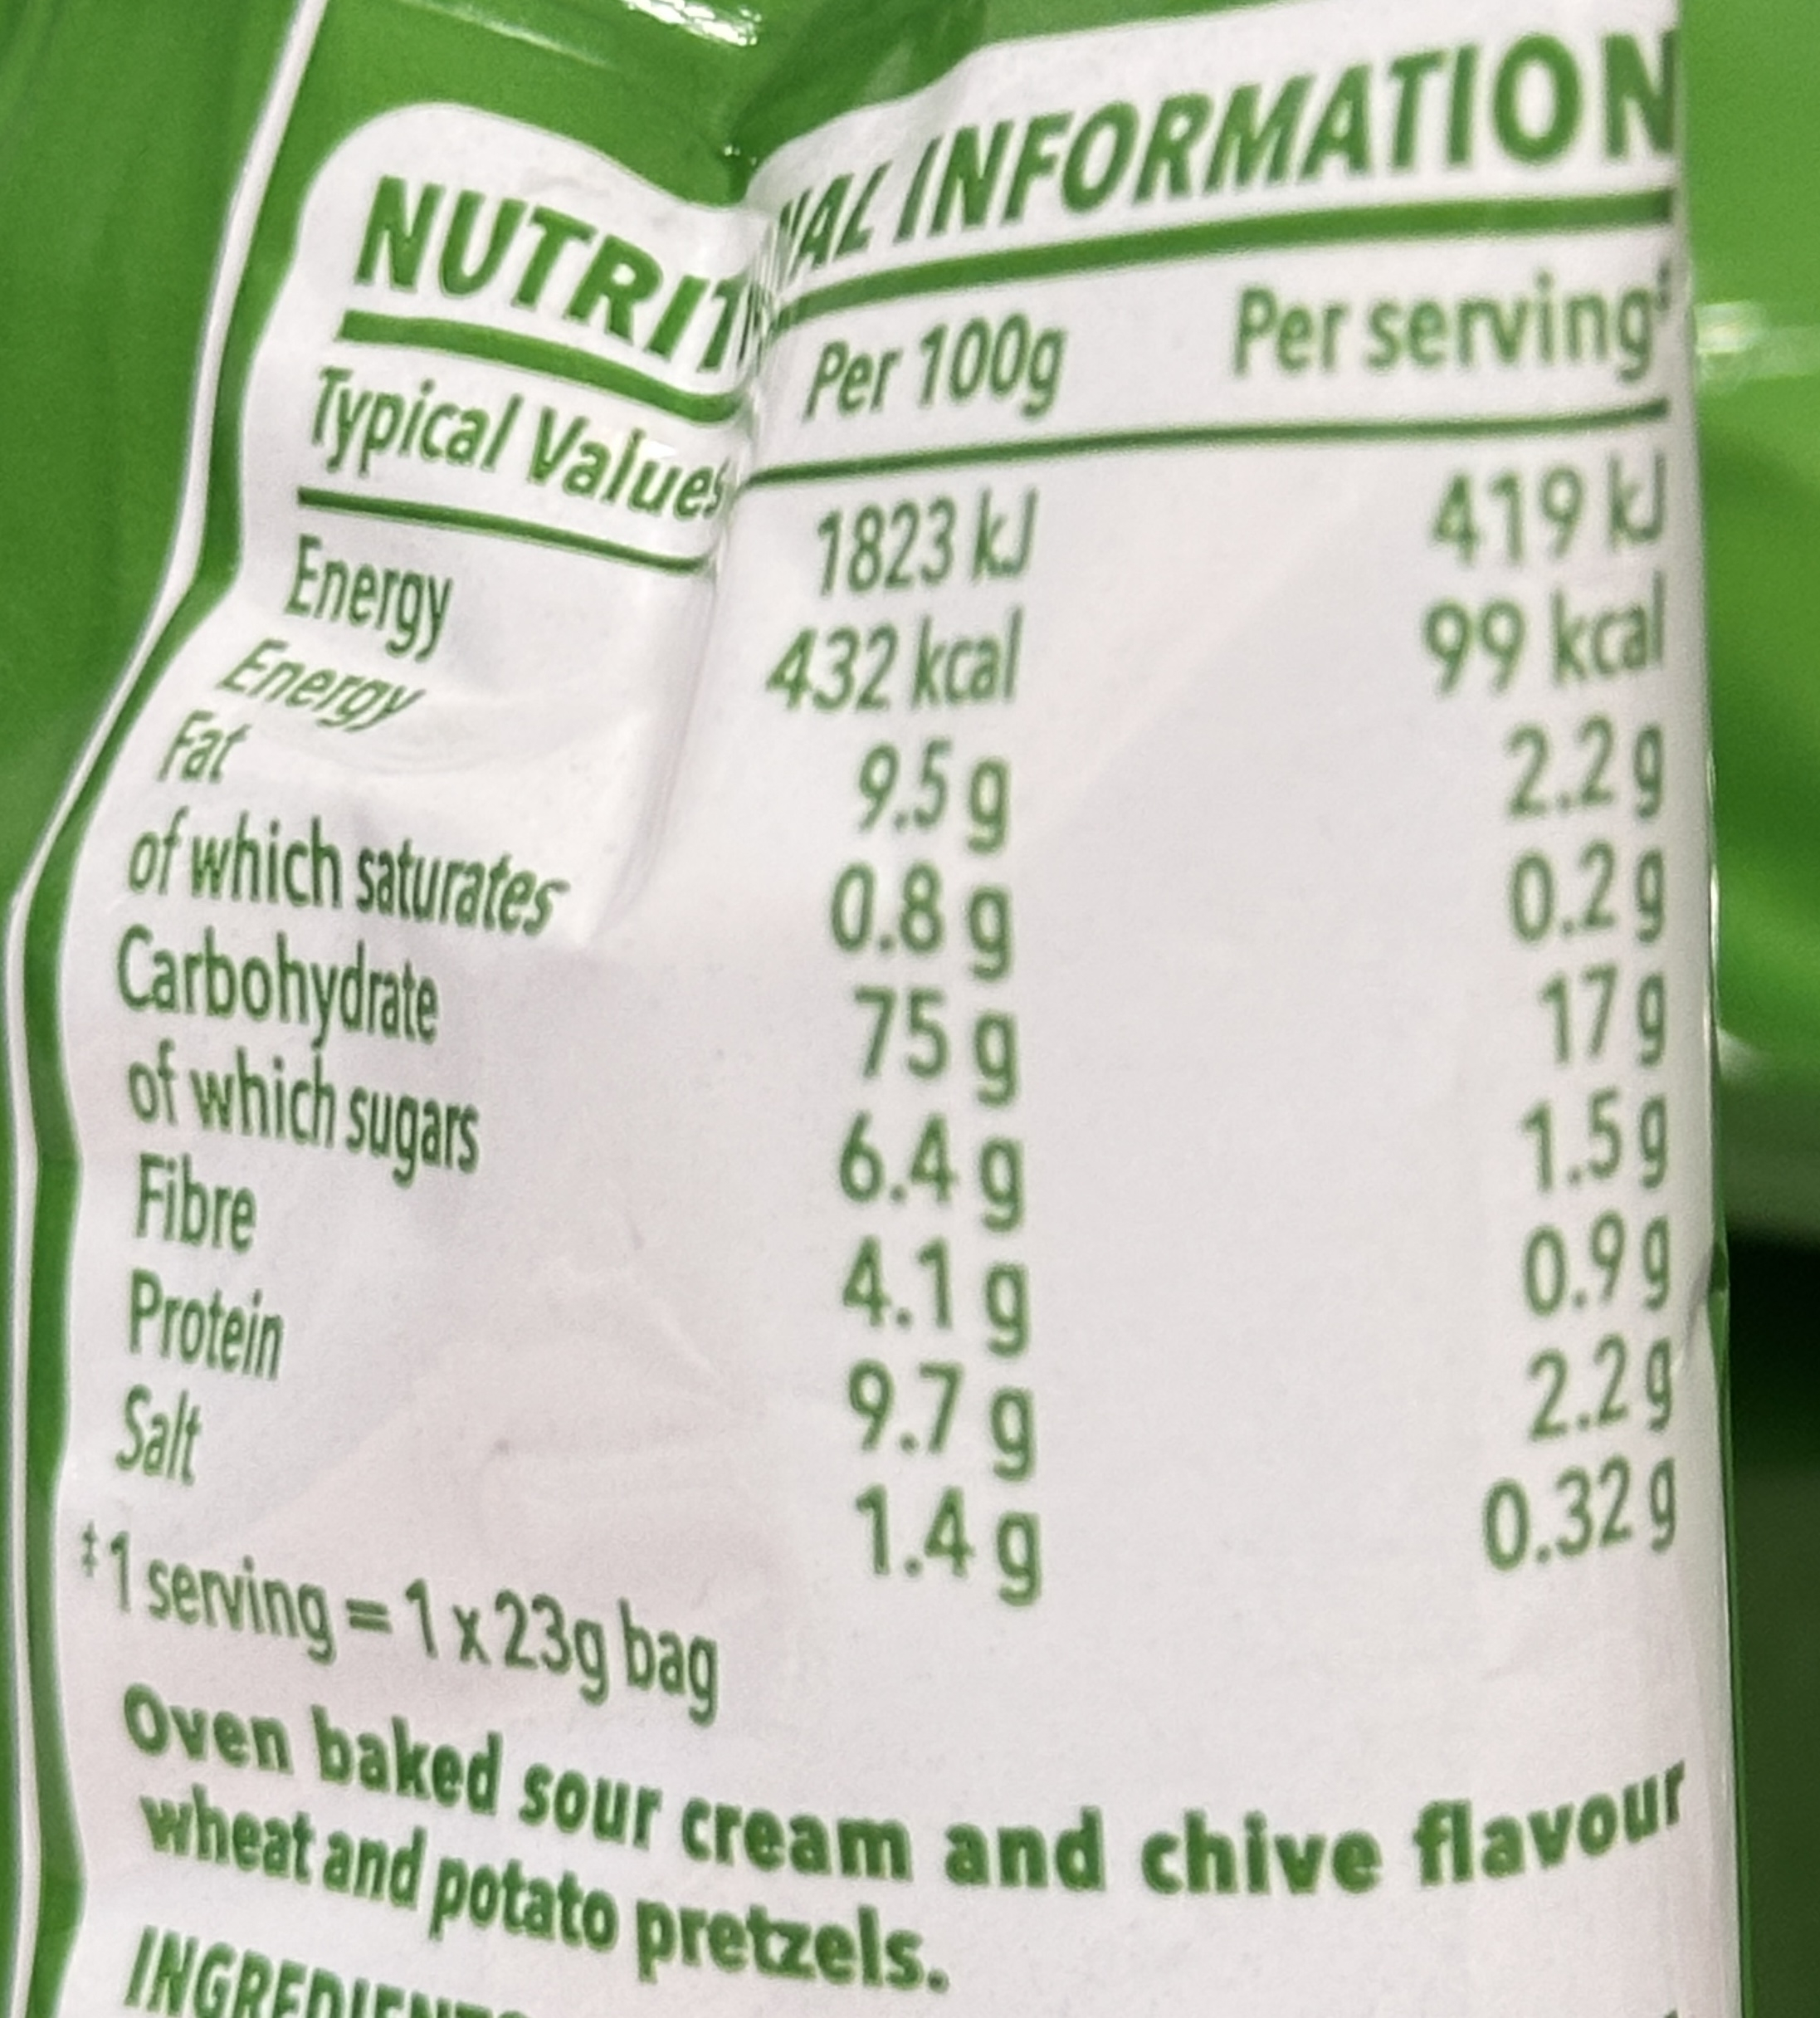 NUTRITIONAL INFORMATION
Typical Values Per 100g Per serving‡
Energy 1823 kJ 419 kJ
Energy 432 kcal 99 kcal
Fat 9.5 g 2.2 g
of which saturates 0.8 g 0.2 g
Carbohydrate 75 g 17 g
of which sugars 6.4 g 1.5 g
Fibre 4.1 g 0.9 g
Protein 9.7 g 2.2 g
Salt 1.4 g 0.32 g
‡1 serving = 1 x 23g bag
Oven baked sour cream and chive flavour
wheat and potato pretzels.
INGREDIENTS